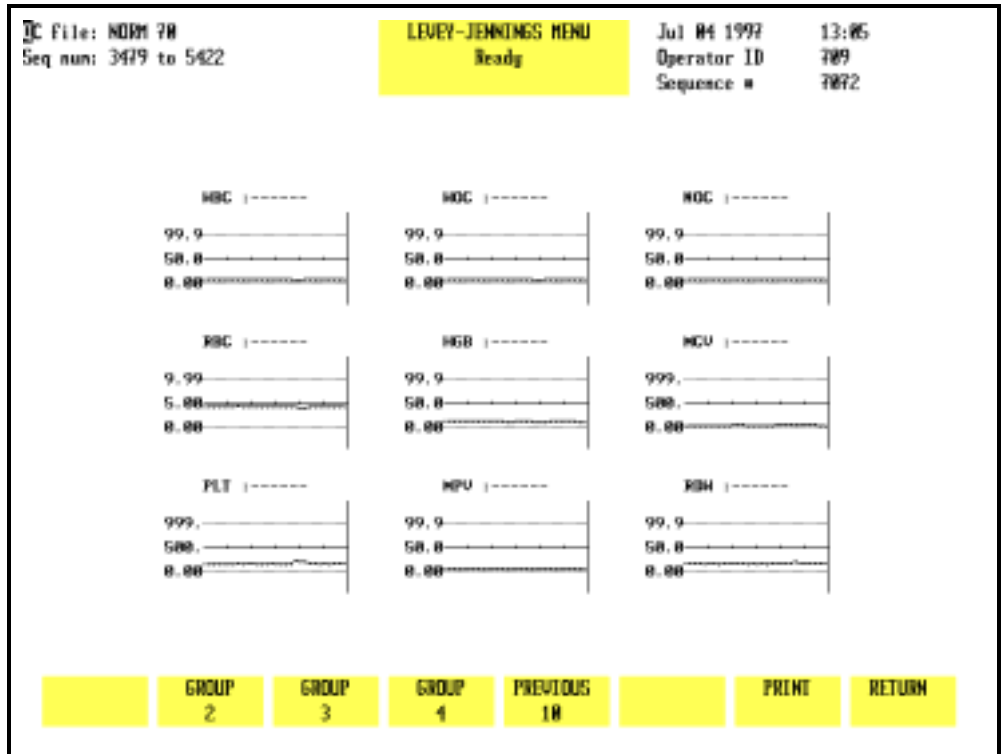 QC file: NORM 70
Seq num: 3479 to 5422
LEVEY-JENNINGS MENU
Ready
Jul 04 1997 13:05
Operator ID 709
Sequence # 7072
WBC :------ WOC :------ NOC :------
99.9 99.9 99.9
50.0 50.0 50.0
0.00 0.00 0.00
RBC :------ HGB :------ MCV :------
9.99 99.9 999.
5.00 50.0 500.
0.00 0.00 0.00
PLT :------ MPV :------ RDW :------
999. 99.9 99.9
500. 50.0 50.0
0.00 0.00 0.00
GROUP 2
GROUP 3
GROUP 4
PREVIOUS 10
PRINT
RETURN